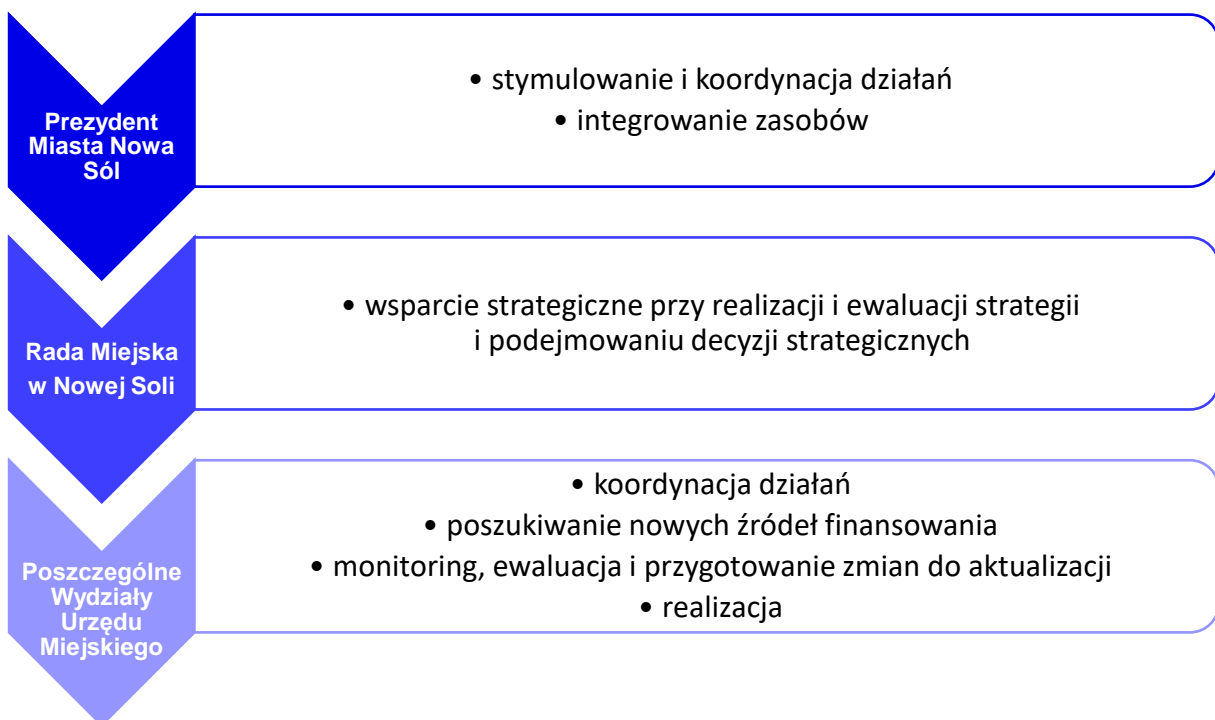 Prezydent
Miasta Nowa
Sól
• stymulowanie i koordynacja działań
• integrowanie zasobów
Rada Miejska
w Nowej Soli
• wsparcie strategiczne przy realizacji i ewaluacji strategii
i podejmowaniu decyzji strategicznych
Poszczególne
Wydziały
Urzędu
Miejskiego
• koordynacja działań
• poszukiwanie nowych źródeł finansowania
• monitoring, ewaluacja i przygotowanie zmian do aktualizacji
• realizacja